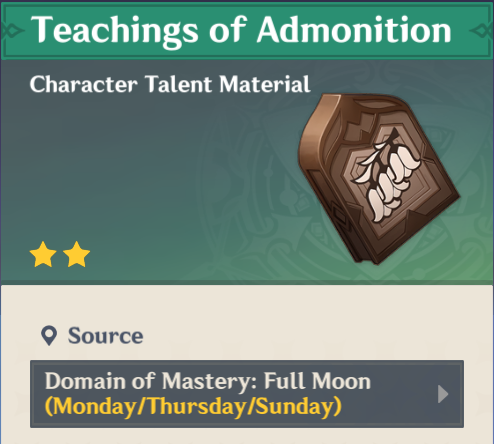 Teachings of Admonition
Character Talent Material
Source
Domain of Mastery: Full Moon
(Monday/Thursday/Sunday)